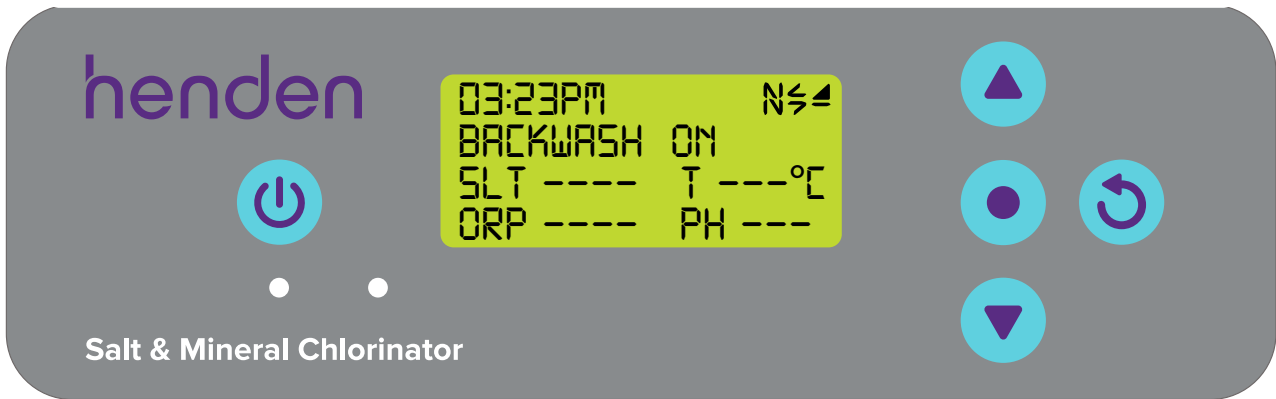 henden
03:23PM N
BACKWASH ON
SLT ---- T ---°C
ORP ---- PH ---
Salt & Mineral Chlorinator